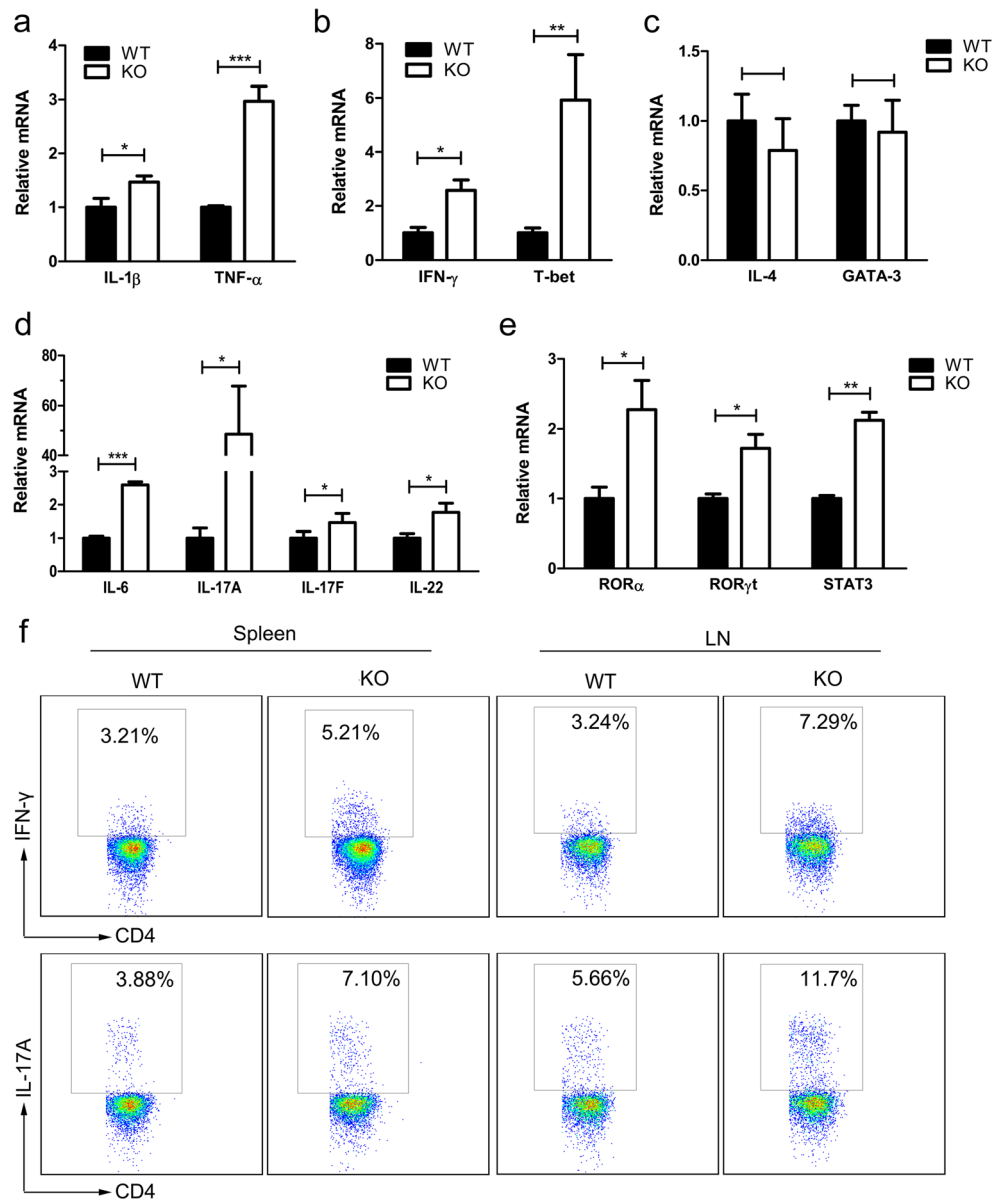 a
WT
KO
Relative mRNA
4
3
2
1
0
*
***
IL-1β
TNF-α
b
WT
KO
Relative mRNA
8
6
4
2
0
*
**
IFN-γ
T-bet
c
WT
KO
Relative mRNA
1.5
1.0
0.5
0.0
IL-4
GATA-3
d
WT
KO
Relative mRNA
80
60
40
3
2
1
0
***
*
*
*
IL-6
IL-17A
IL-17F
IL-22
e
WT
KO
Relative mRNA
3
2
1
0
*
*
**
RORα
RORγt
STAT3
f
Spleen
LN
WT
KO
WT
KO
3.21%
5.21%
3.24%
7.29%
IFN-γ
CD4
3.88%
7.10%
5.66%
11.7%
IL-17A
CD4